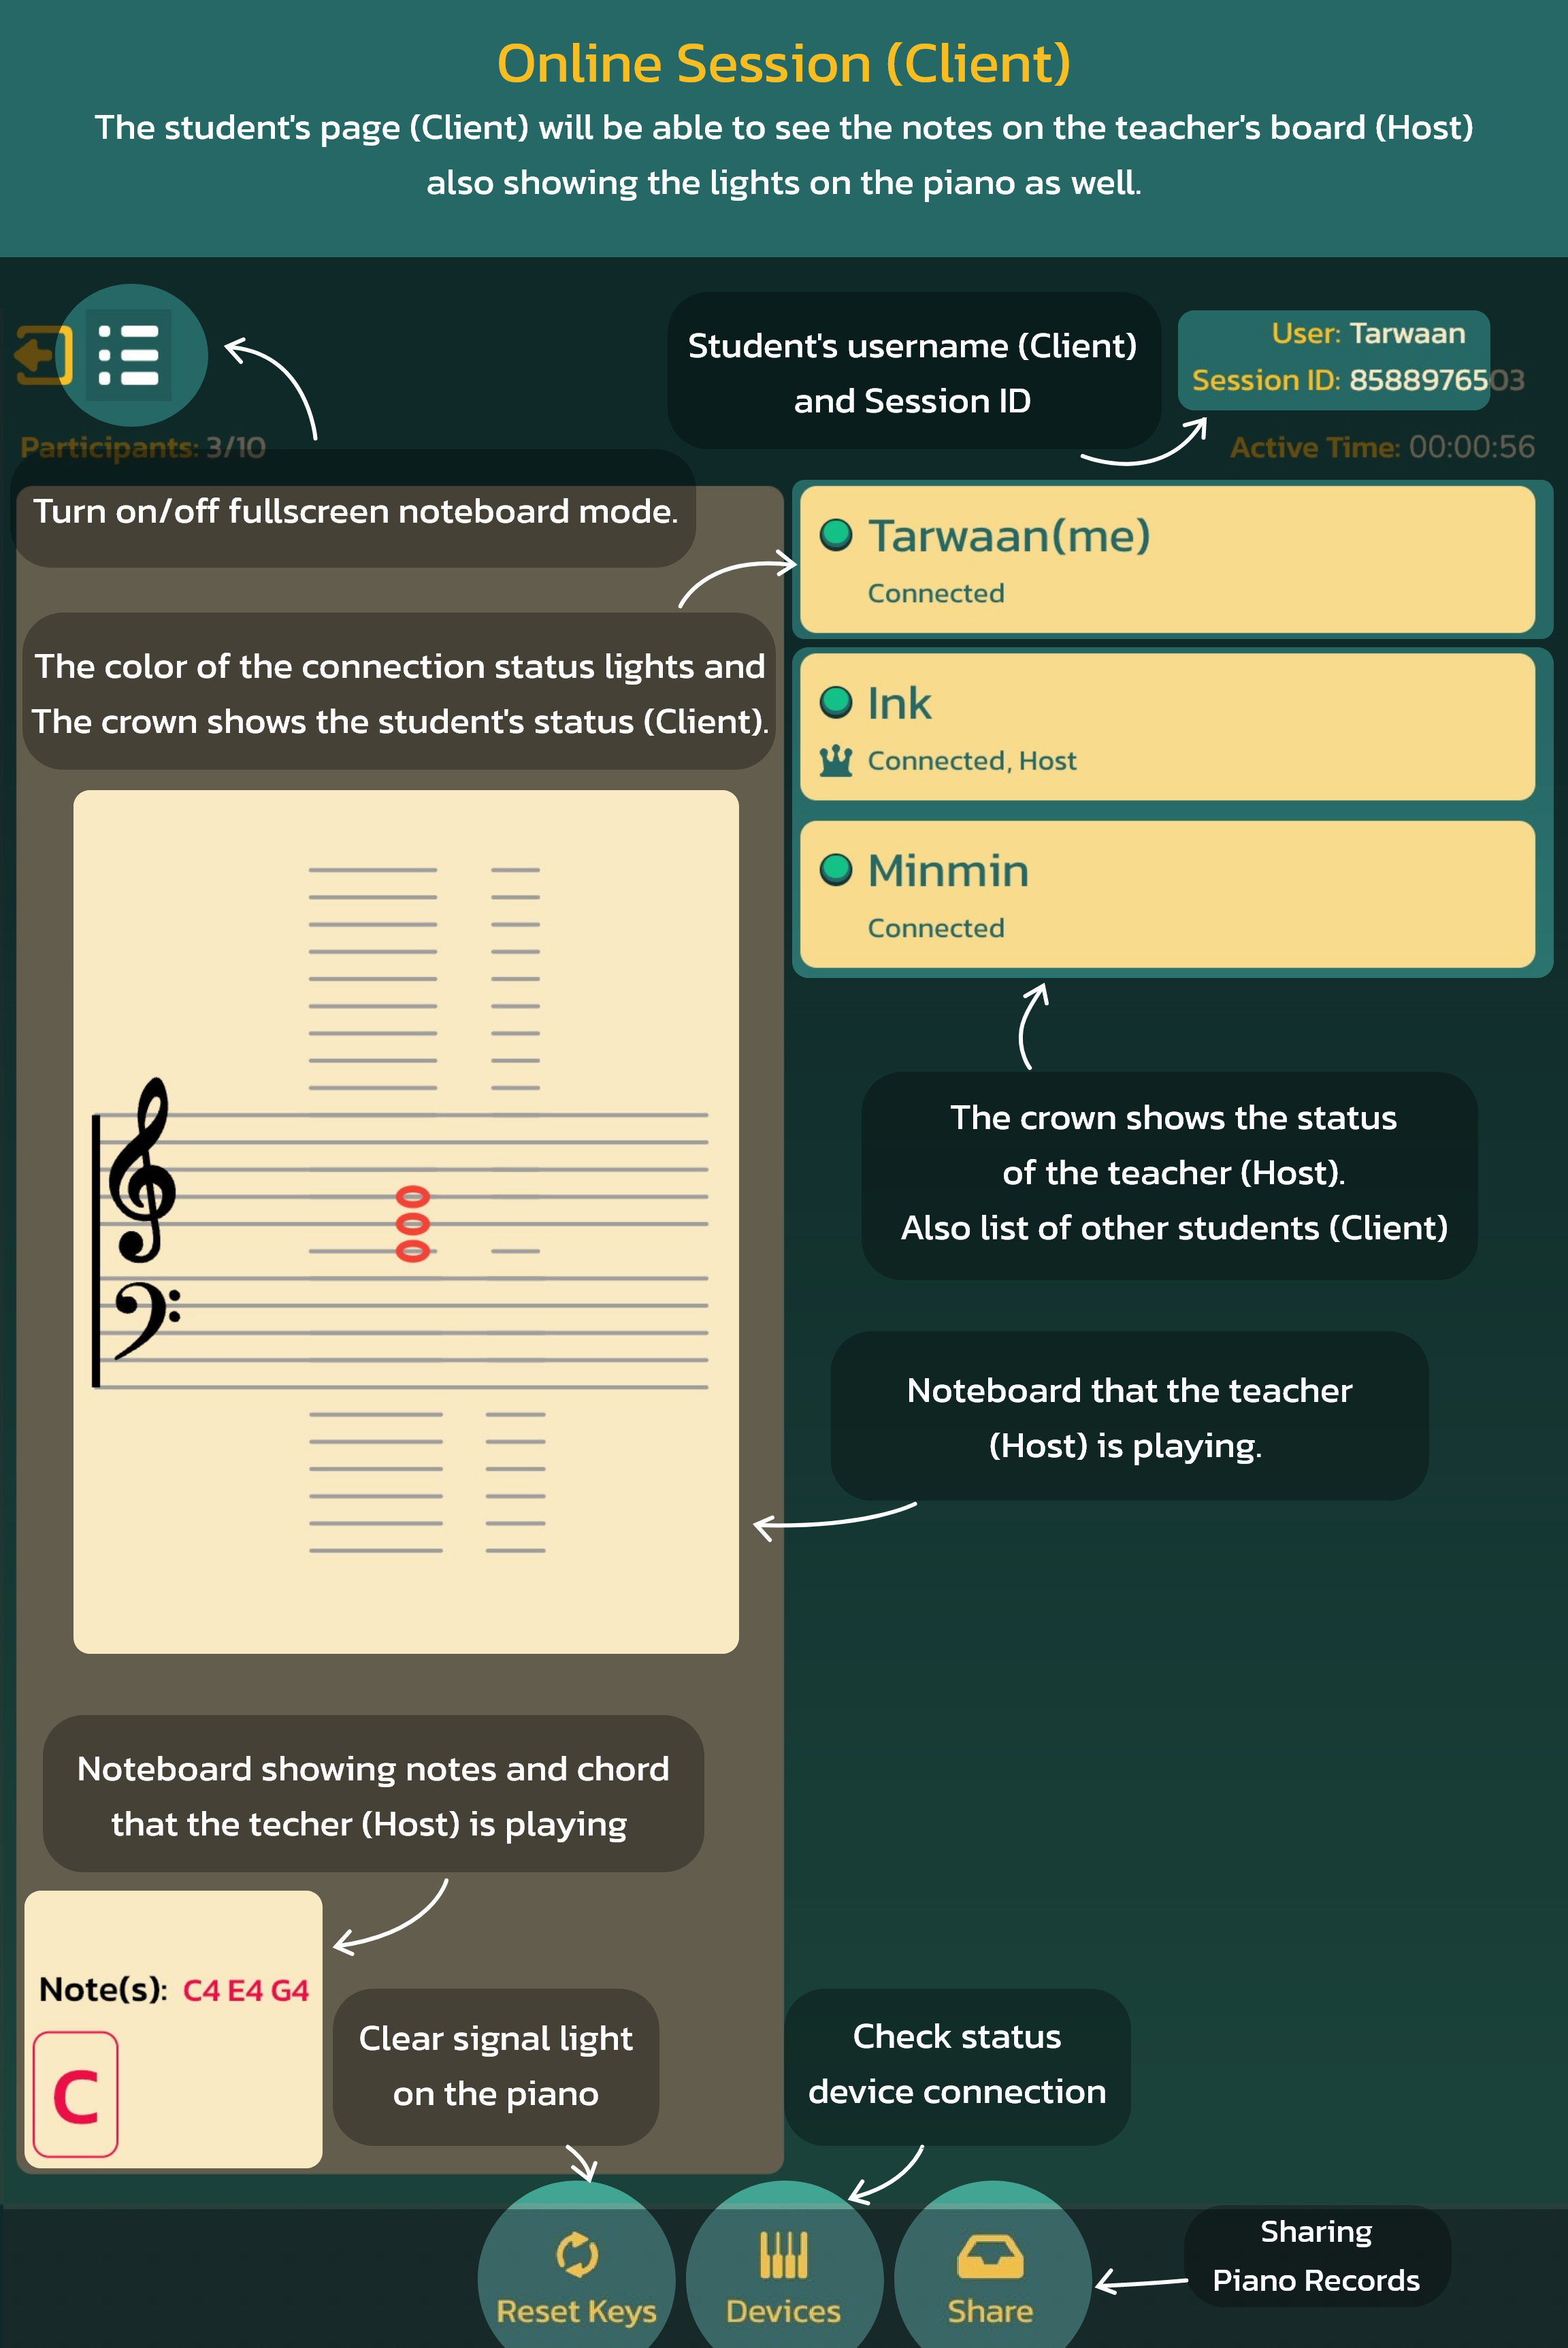 Online Session (Client)
The student's page (Client) will be able to see the notes on the teacher's board (Host)
also showing the lights on the piano as well.
Student's username (Client)
and Session ID
User: Tarwaan
Session ID: 8588976503
Participants: 3/10
Active Time: 00:00:56
Turn on/off fullscreen noteboard mode.
Tarwaan(me)
Connected
The color of the connection status lights and
The crown shows the student's status (Client).
Ink
Connected, Host
Minmin
Connected
The crown shows the status
of the teacher (Host).
Also list of other students (Client)
Noteboard that the teacher
(Host) is playing.
Noteboard showing notes and chord
that the techer (Host) is playing
Note(s): C4 E4 G4
C
Clear signal light
on the piano
Check status
device connection
Sharing
Piano Records
Reset Keys
Devices
Share